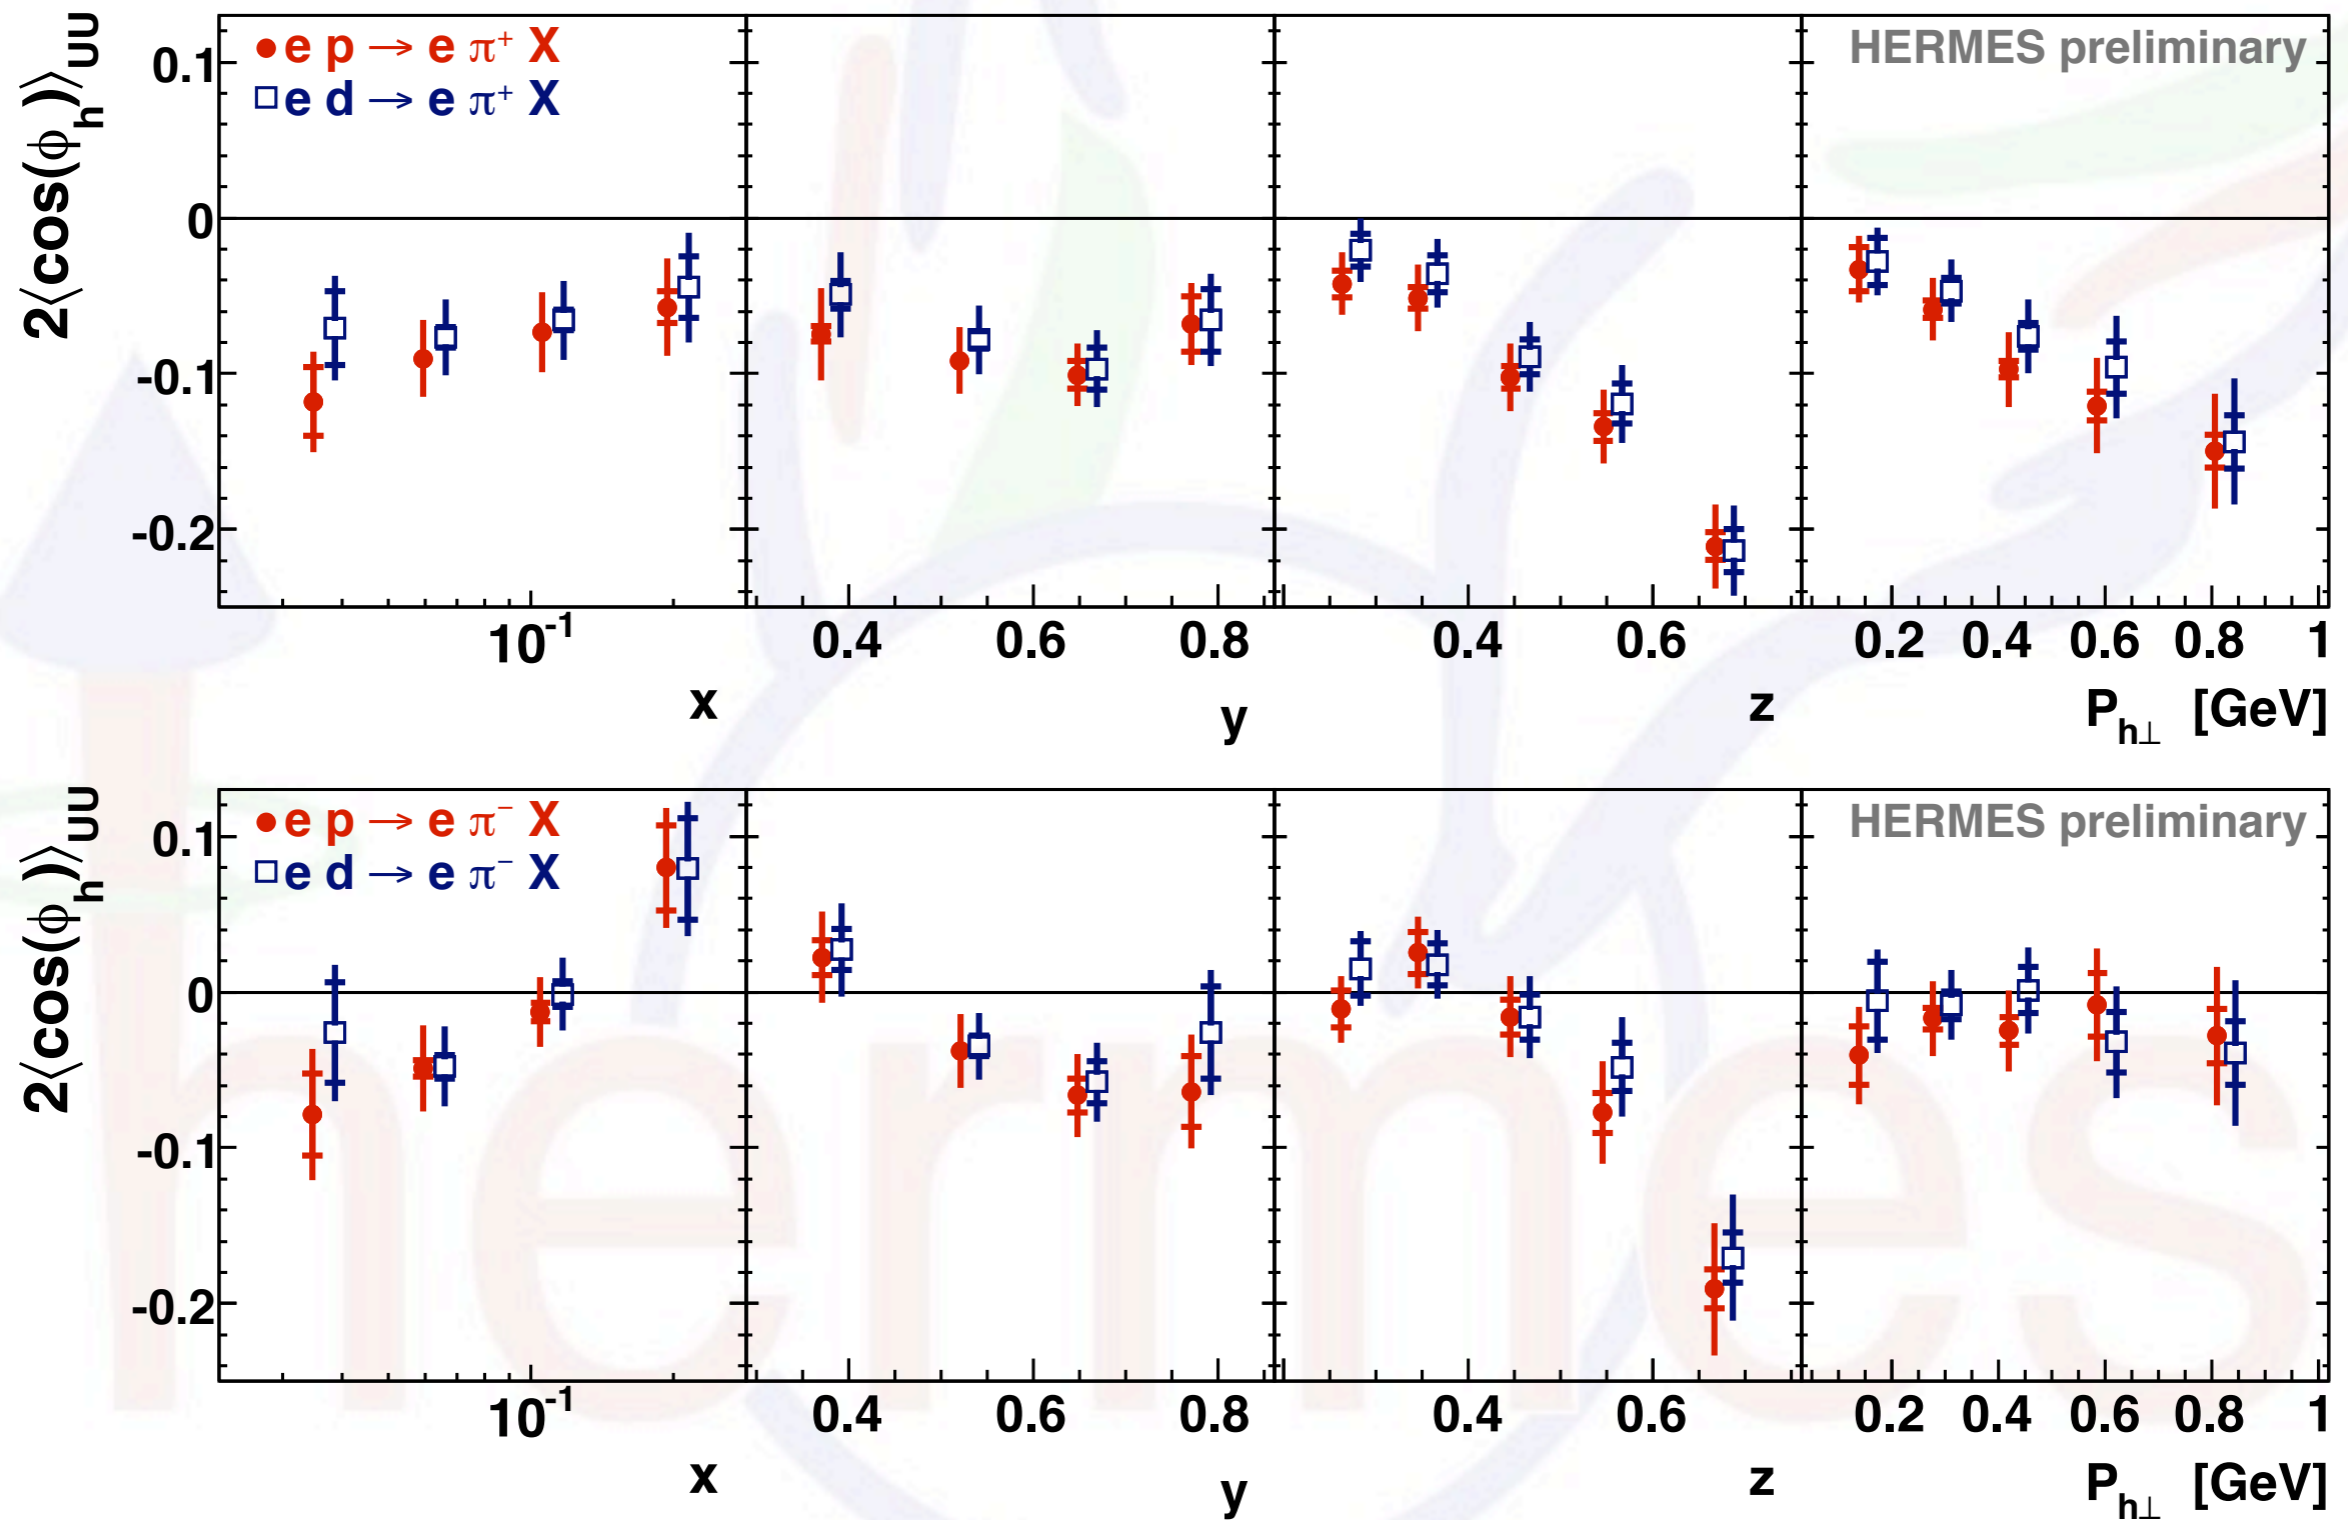 2⟨cos(ϕh)⟩UU
e p → e π⁺ X
e d → e π⁺ X
HERMES preliminary
0.1
0
-0.1
-0.2
10⁻¹ 0.4 0.6 0.8 0.4 0.6 0.2 0.4 0.6 0.8 1
x y z Ph⊥ [GeV]
2⟨cos(ϕh)⟩UU
e p → e π⁻ X
e d → e π⁻ X
HERMES preliminary
0.1
0
-0.1
-0.2
10⁻¹ 0.4 0.6 0.8 0.4 0.6 0.2 0.4 0.6 0.8 1
x y z Ph⊥ [GeV]
hermes